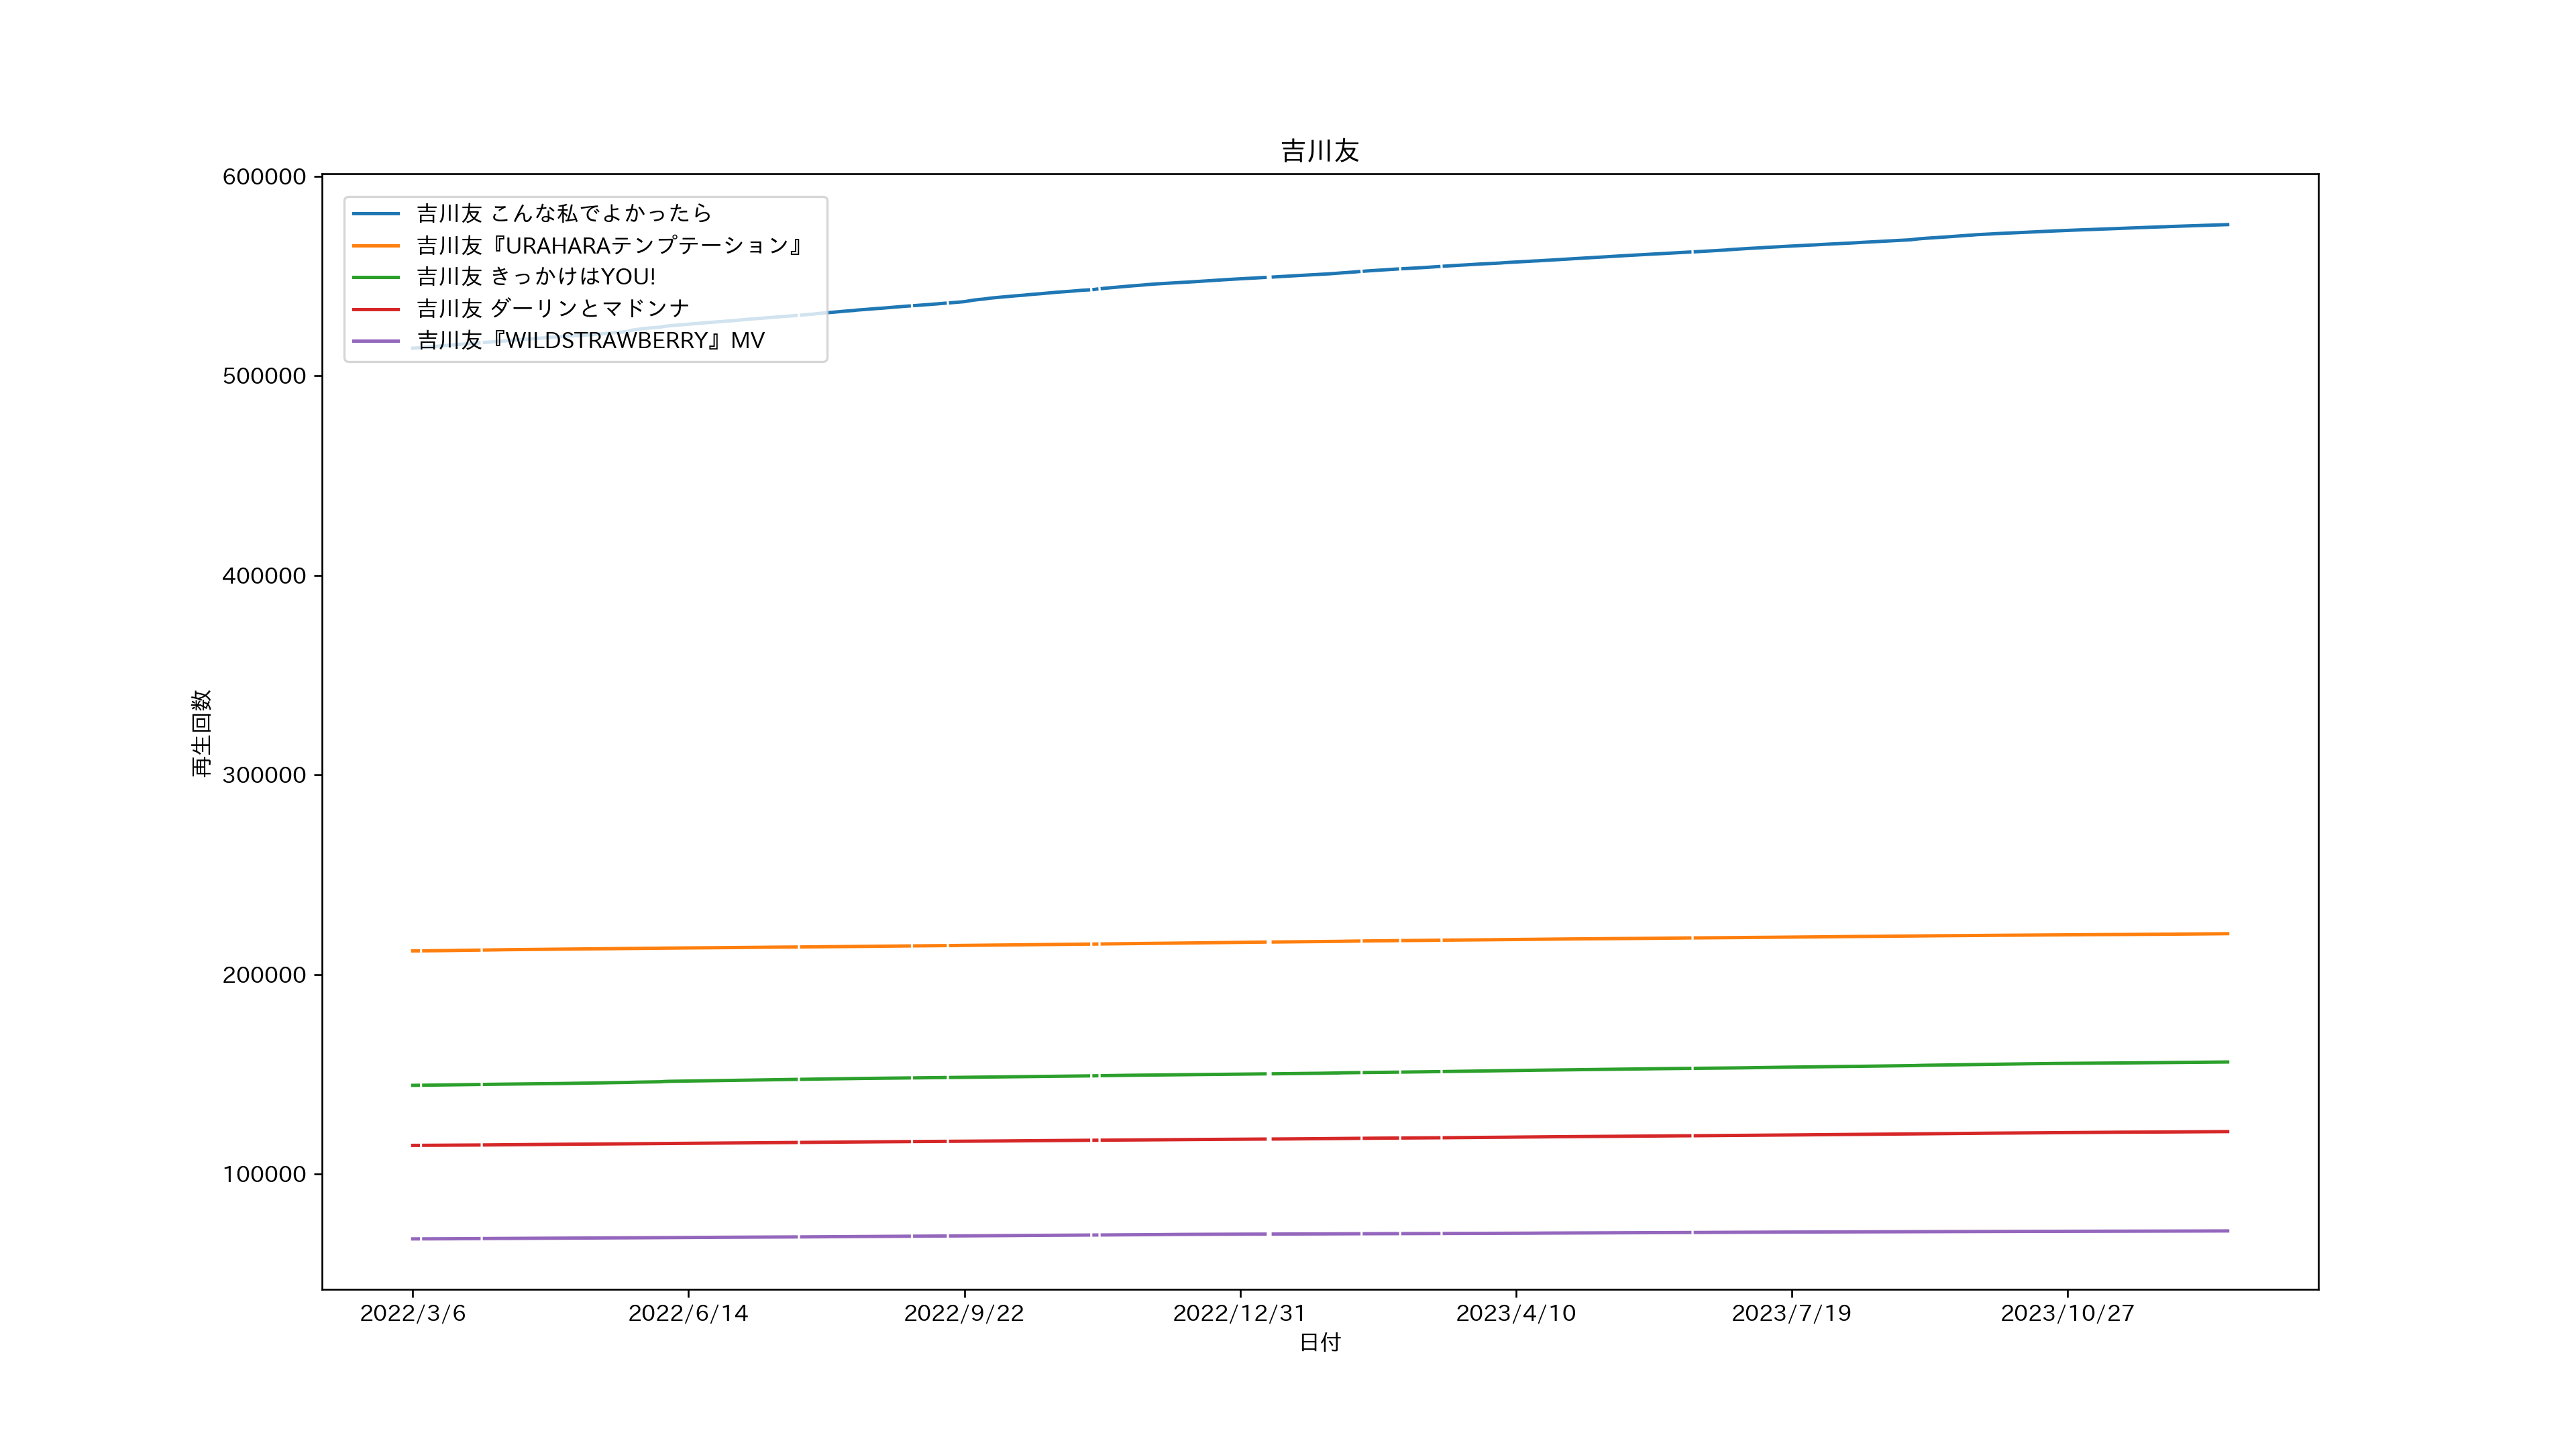 吉川友
600000
500000
400000
300000
200000
100000
再生回数
吉川友 こんな私でよかったら
吉川友『URAHARAテンプテーション』
吉川友 きっかけはYOU!
吉川友 ダーリンとマドンナ
吉川友『WILDSTRAWBERRY』MV
2022/3/6 2022/6/14 2022/9/22 2022/12/31 2023/4/10 2023/7/19 2023/10/27
日付